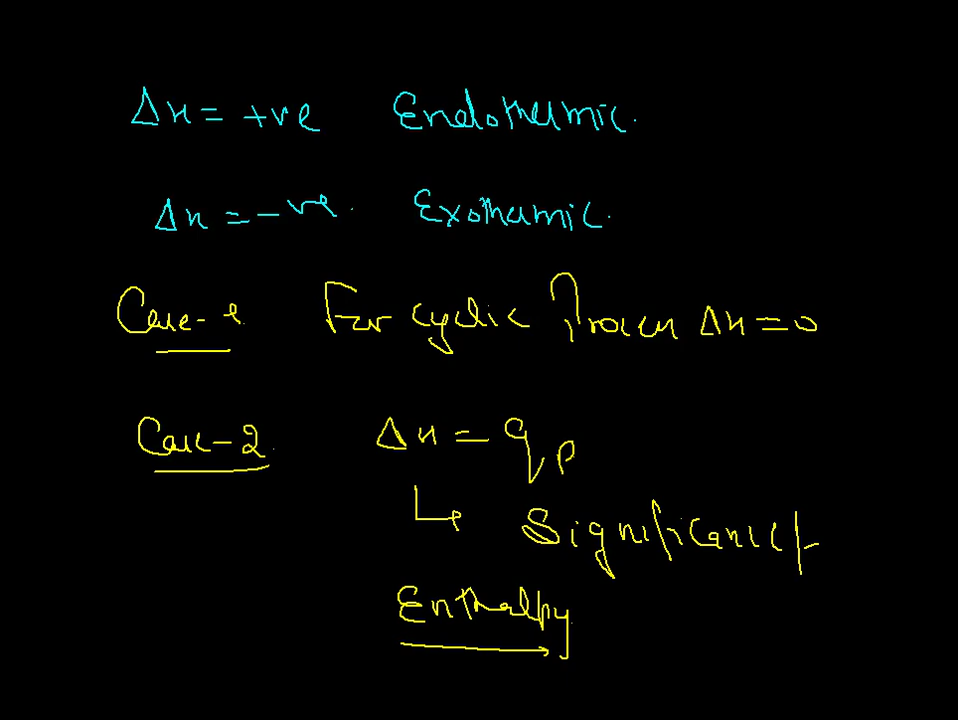 ΔH = +ve Endothermic.
ΔH = -ve. Exothermic.
Case-1. For cyclic Process ΔH = 0
Case-2. ΔH = qp
↳ Significance of
Enthalpy